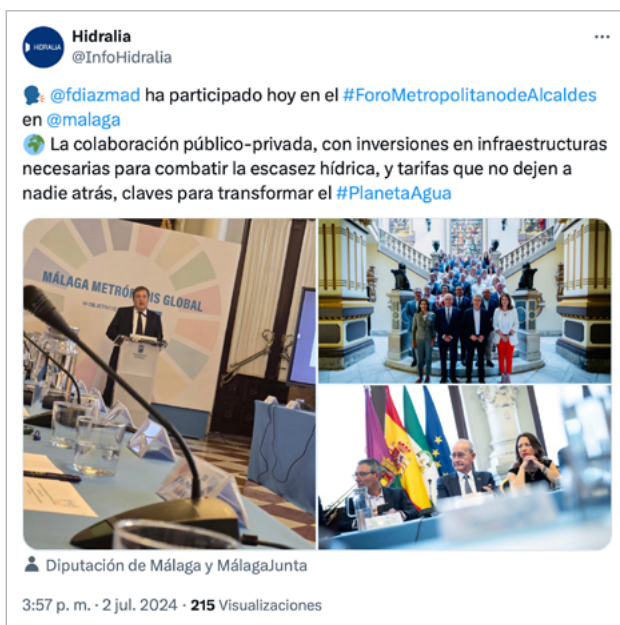 Hidralia
HIDRALIA
@InfoHidralia
@fdiazmad ha participado hoy en el #ForoMetropolitanodeAlcaldes
en @malaga
La colaboración público-privada, con inversiones en infraestructuras
necesarias para combatir la escasez hídrica, y tarifas que no dejen a
nadie atrás, claves para transformar el #PlanetaAgua
MÁLAGA METRÓPOLIS GLOBAL
Diputación de Málaga y MálagaJunta
3:57 p. m. · 2 jul. 2024 · 215 Visualizaciones